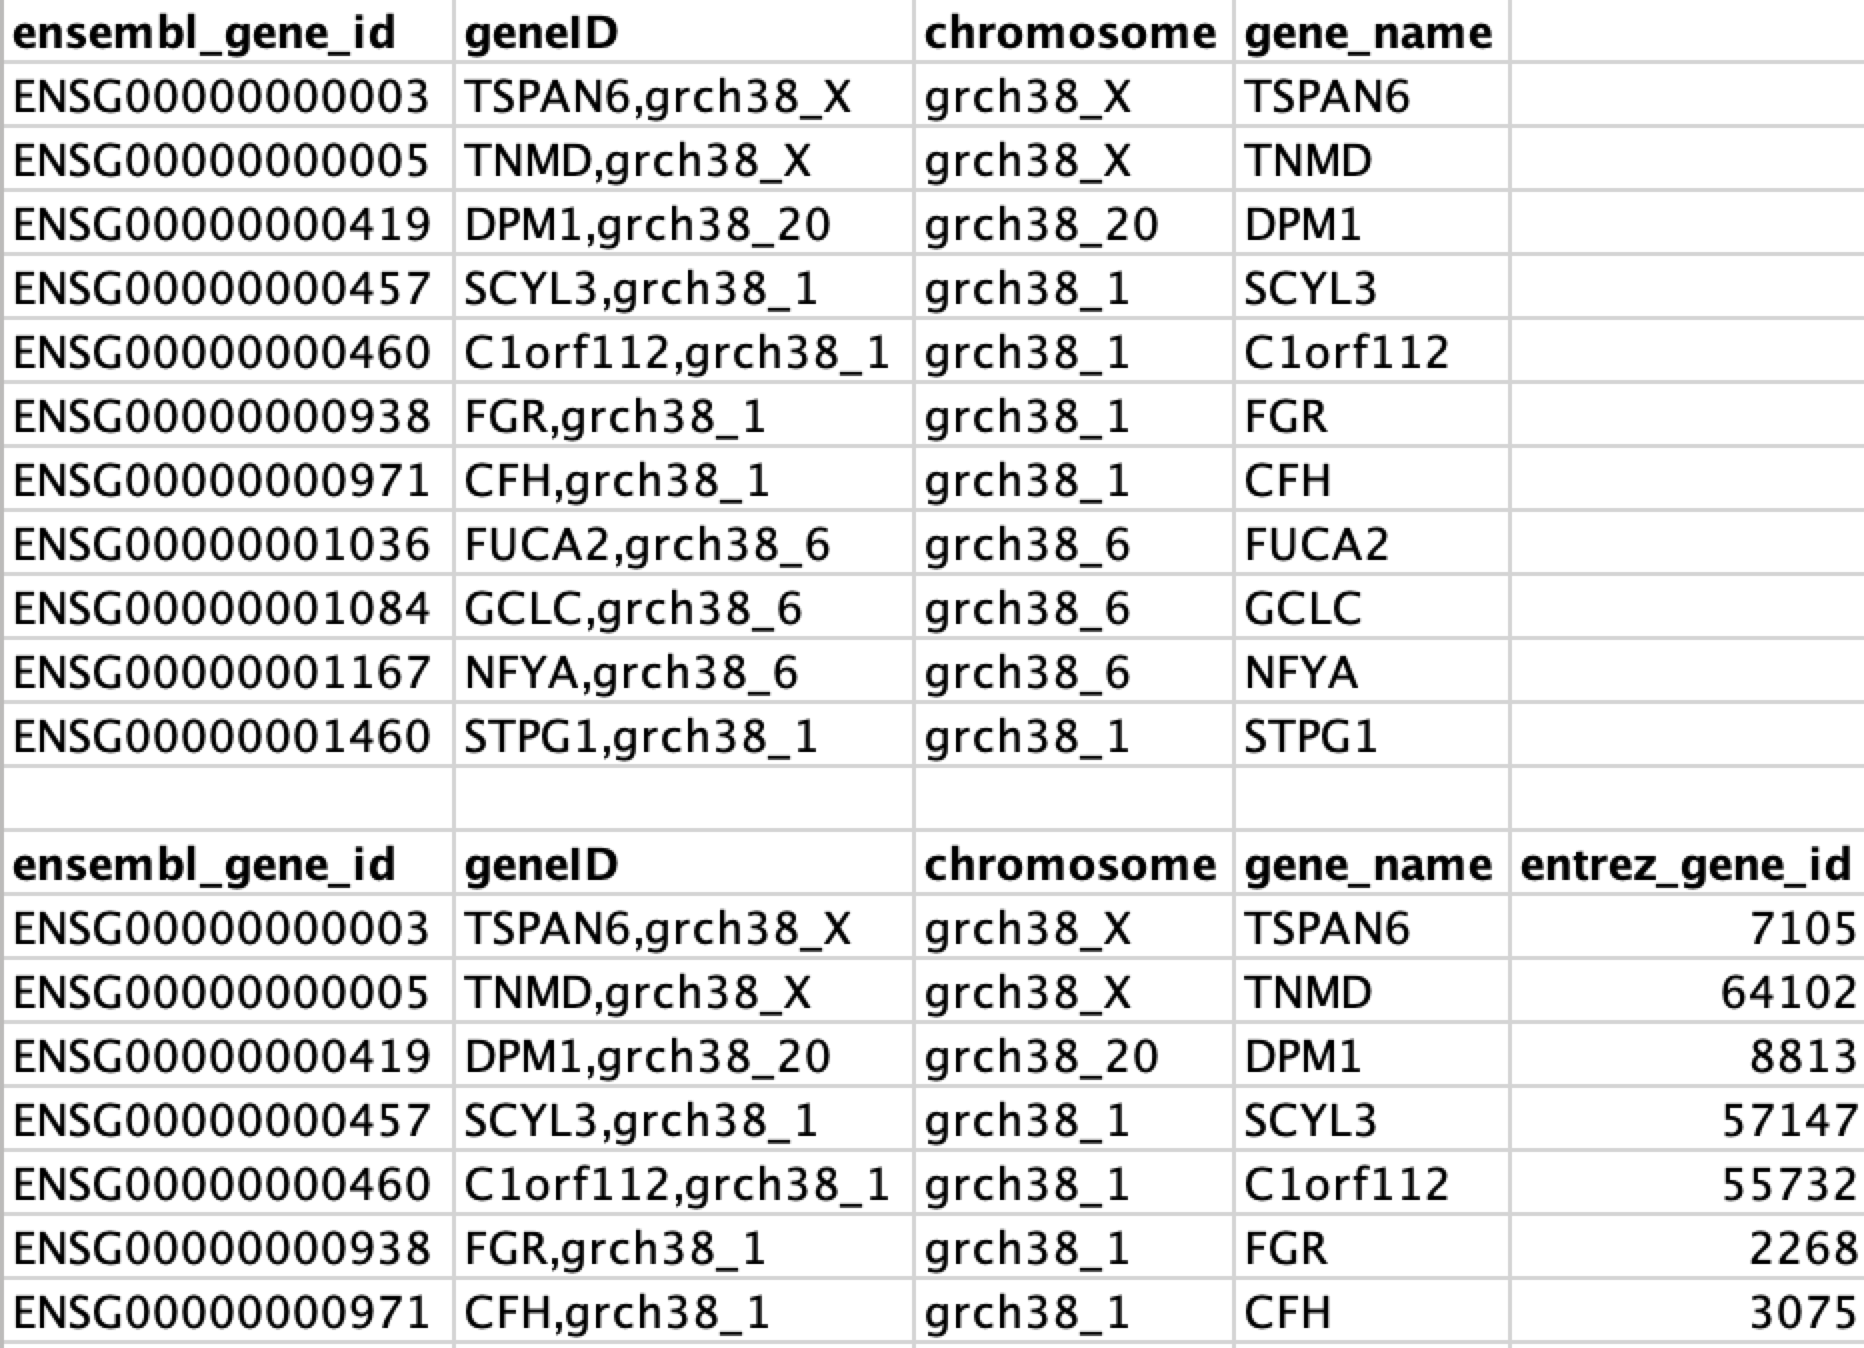 ensembl_gene_id geneID chromosome gene_name
ENSG00000000003 TSPAN6,grch38_X grch38_X TSPAN6
ENSG00000000005 TNMD,grch38_X grch38_X TNMD
ENSG00000000419 DPM1,grch38_20 grch38_20 DPM1
ENSG00000000457 SCYL3,grch38_1 grch38_1 SCYL3
ENSG00000000460 C1orf112,grch38_1 grch38_1 C1orf112
ENSG00000000938 FGR,grch38_1 grch38_1 FGR
ENSG00000000971 CFH,grch38_1 grch38_1 CFH
ENSG00000001036 FUCA2,grch38_6 grch38_6 FUCA2
ENSG00000001084 GCLC,grch38_6 grch38_6 GCLC
ENSG00000001167 NFYA,grch38_6 grch38_6 NFYA
ENSG00000001460 STPG1,grch38_1 grch38_1 STPG1
ensembl_gene_id geneID chromosome gene_name entrez_gene_id
ENSG00000000003 TSPAN6,grch38_X grch38_X TSPAN6 7105
ENSG00000000005 TNMD,grch38_X grch38_X TNMD 64102
ENSG00000000419 DPM1,grch38_20 grch38_20 DPM1 8813
ENSG00000000457 SCYL3,grch38_1 grch38_1 SCYL3 57147
ENSG00000000460 C1orf112,grch38_1 grch38_1 C1orf112 55732
ENSG00000000938 FGR,grch38_1 grch38_1 FGR 2268
ENSG00000000971 CFH,grch38_1 grch38_1 CFH 3075